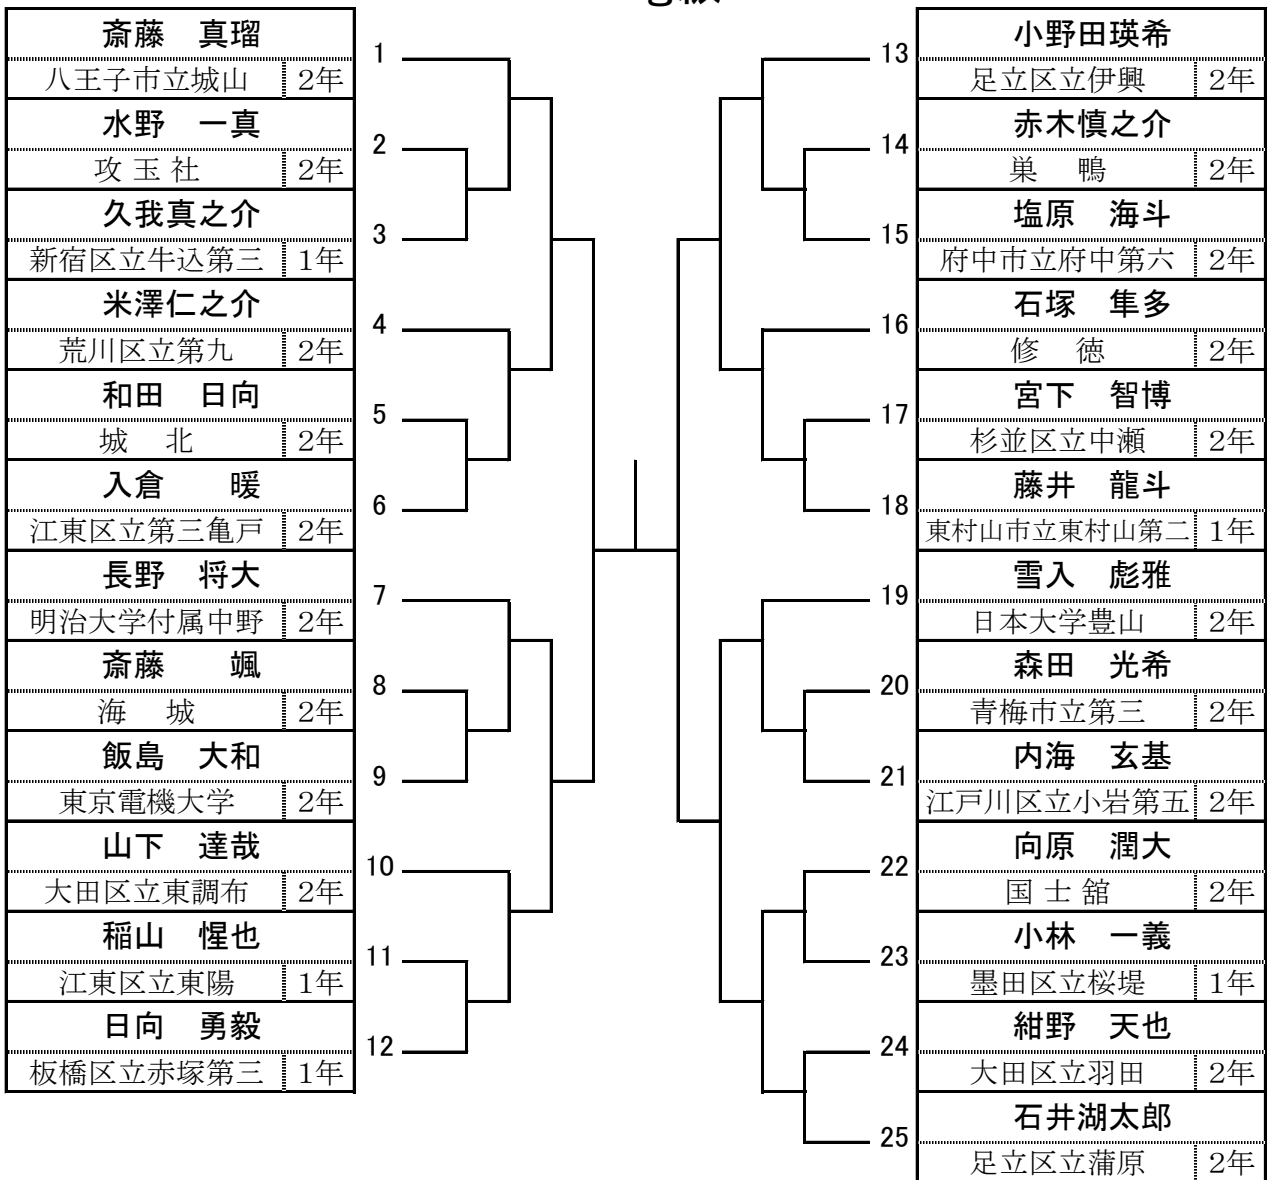 斎藤 真瑠
1
八王子市立城山 2年
水野 一真
2
攻玉社 2年
久我真之介
3
新宿区立牛込第三 1年
米澤仁之介
4
荒川区立第九 2年
和田 日向
5
城 北 2年
入倉 暖
6
江東区立第三亀戸 2年
長野 将大
7
明治大学付属中野 2年
斎藤 颯
8
海 城 2年
飯島 大和
9
東京電機大学 2年
山下 達哉
10
大田区立東調布 2年
稲山 惺也
11
江東区立東陽 1年
日向 勇毅
12
板橋区立赤塚第三 1年
小野田瑛希
13
足立区立伊興 2年
赤木慎之介
14
巣 鴨 2年
塩原 海斗
15
府中市立府中第六 2年
石塚 隼多
16
修 徳 2年
宮下 智博
17
杉並区立中瀬 2年
藤井 龍斗
18
東村山市立東村山第二 1年
雪入 彪雅
19
日本大学豊山 2年
森田 光希
20
青梅市立第三 2年
内海 玄基
21
江戸川区立小岩第五 2年
向原 潤大
22
国士舘 2年
小林 一義
23
墨田区立桜堤 1年
紺野 天也
24
大田区立羽田 2年
石井湖太郎
25
足立区立蒲原 2年